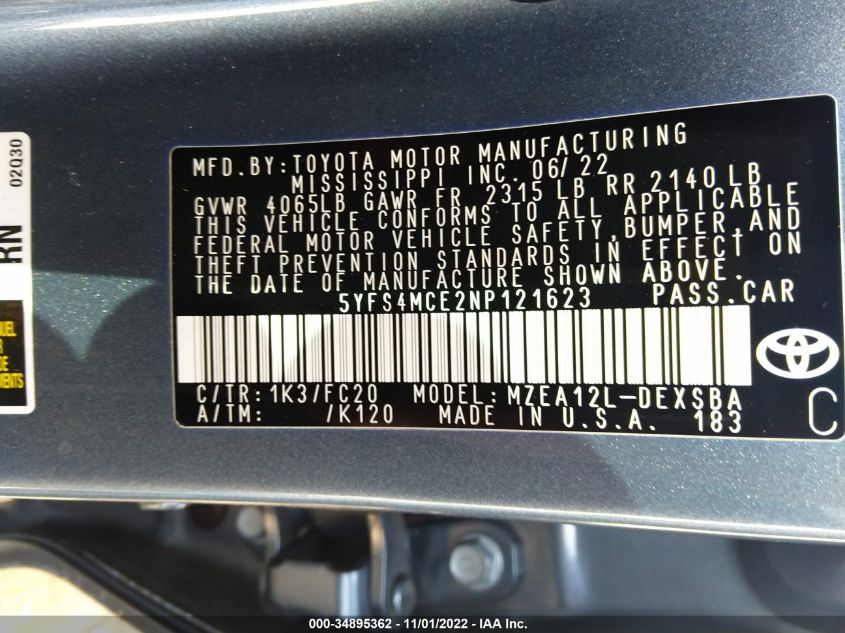 02Q30
RN
UEL
R
DE
EMENTS
MFD.BY:TOYOTA MOTOR MANUFACTURING
MISSISSIPPI INC. 06/22
GVWR 4065LB GAWR FR 2315 LB RR 2140 LB
THIS VEHICLE CONFORMS TO ALL APPLICABLE
FEDERAL MOTOR VEHICLE SAFETY,BUMPER,AND
THEFT PREVENTION STANDARDS IN EFFECT ON
THE DATE OF MANUFACTURE SHOWN ABOVE.
5YFS4MCE2NP121623 PASS.CAR
C/TR:1K3/FC20 MODEL:MZEA12L-DEXSBA
A/TM: /K120 MADE IN U.S.A. 183
C
000-34895362 - 11/01/2022 - IAA Inc.